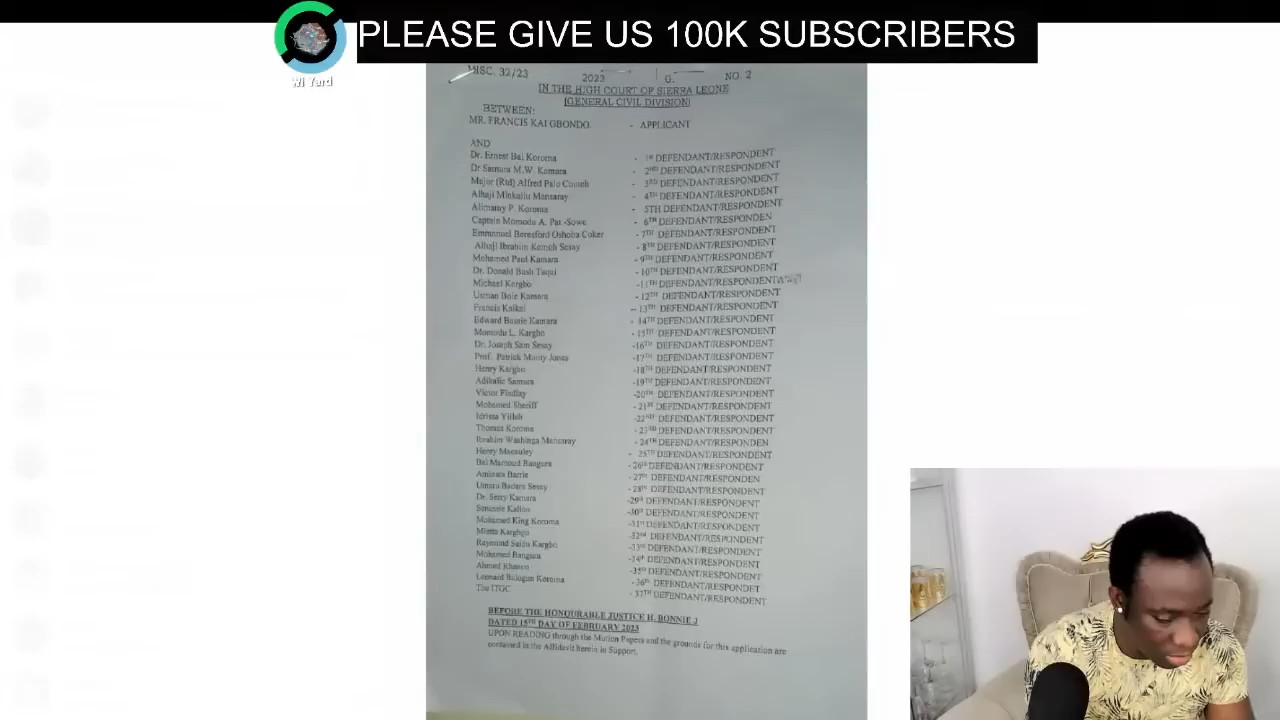 PLEASE GIVE US 100K SUBSCRIBERS
Wi Yard
MISC. 32/23 2023 G. NO. 2
IN THE HIGH COURT OF SIERRA LEONE
(GENERAL CIVIL DIVISION)
BETWEEN:
MR. FRANCIS KAI GBONDO. - APPLICANT
AND
Dr. Ernest Bai Koroma - 1ST DEFENDANT/RESPONDENT
Dr Samura M.W. Kamara - 2ND DEFENDANT/RESPONDENT
Major (Rtd) Alfred Palo Conteh - 3RD DEFENDANT/RESPONDENT
Alhaji Minkailu Mansaray - 4TH DEFENDANT/RESPONDENT
Alimamy P. Koroma - 5TH DEFENDANT/RESPONDENT
Captain Momodu A. Pat-Sowe - 6TH DEFENDANT/RESPONDEN
Emmanuel Beresford Oshoba Coker - 7TH DEFENDANT/RESPONDENT
Alhaji Ibrahim Kemoh Sesay - 8TH DEFENDANT/RESPONDENT
Mohamed Paul Kamara - 9TH DEFENDANT/RESPONDENT
Dr. Donald Bash Taqui - 10TH DEFENDANT/RESPONDENT
Michael Kargbo -11TH DEFENDANT/RESPONDENT
Usman Boie Kamara - 12TH DEFENDANT/RESPONDENT
Francis Kaikai -- 13TH DEFENDANT/RESPONDENT
Edward Bassie Kamara - 14TH DEFENDANT/RESPONDENT
Momodu L. Kargbo - 15TH DEFENDANT/RESPONDENT
Dr. Joseph Sam Sesay -16TH DEFENDANT/RESPONDENT
Prof. Patrick Monty Jones -17TH DEFENDANT/RESPONDENT
Henry Kargbo -18TH DEFENDANT/RESPONDENT
Adikalie Samura -19TH DEFENDANT/RESPONDENT
Victor Findlay -20TH DEFENDANT/RESPONDENT
Mohamed Sheriff - 21ST DEFENDANT/RESPONDENT
Idrissa Yillah -22ND DEFENDANT/RESPONDENT
Thomas Koroma - 23RD DEFENDANT/RESPONDENT
Ibrahim Washinga Mansaray - 24TH DEFENDANT/RESPONDEN
Henry Macauley - 25TH DEFENDANT/RESPONDENT
Bai Mamoud Bangura - 26TH DEFENDANT/RESPONDENT
Aminata Barrie -27TH DEFENDANT/RESPONDEN
Umara Badara Sesay - 28TH DEFENDANT/RESPONDENT
Dr. Serry Kamara -29th DEFENDANT/RESPONDENT
Sanussie Kallon -30th DEFENDANT/RESPONDENT
Mohamed King Koroma -31st DEFENDANT/RESPONDENT
Kargbgo -32nd DEFENDANT/RESPONDENT
Raymond Saidu Kargbo -33rd DEFENDANT/RESPONDENT
Mohamed Bangura -34th DEFENDANT/RESPONDENT
Ahmed Khanou -35th DEFENDANT/RESPONDENT
Leonard Balogun Koroma - 36th DEFENDANT/RESPONDET
The ITGC - 37TH DEFENDANT/RESPONDENT
BEFORE THE HONOURABLE JUSTICE H. BONNIE J
DATED 15TH DAY OF FEBRUARY 2023
UPON READING through the Motion Papers and the grounds for this application are
contained in the Affidavit herein in Support.